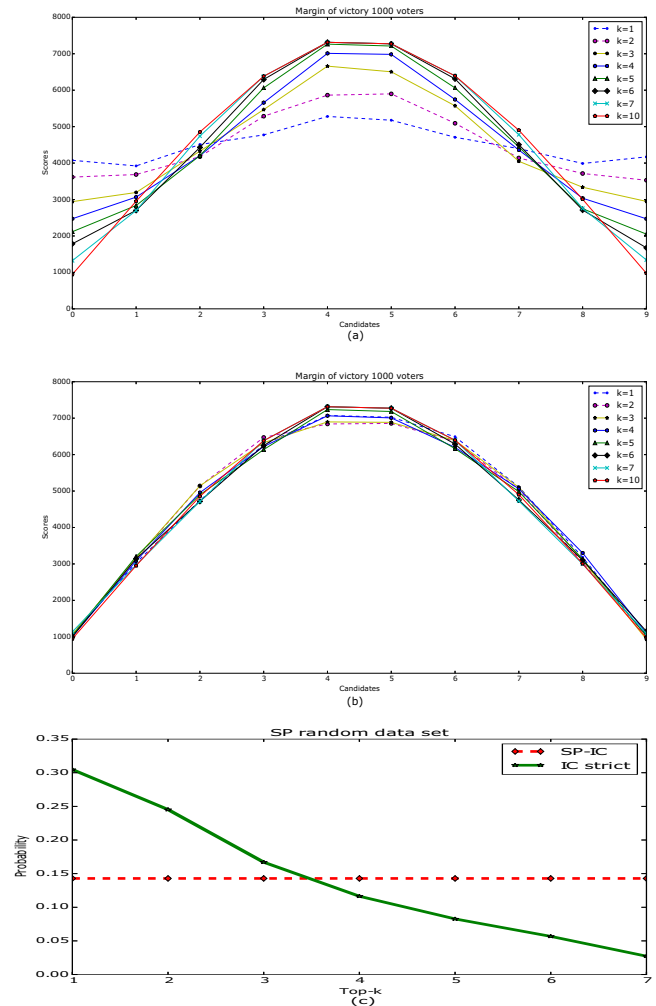 Margin of victory 1000 voters
8000
7000
6000
5000
4000
3000
2000
1000
0
Scores
k=1
k=2
k=3
k=4
k=5
k=6
k=7
k=10
0 1 2 3 4 5 6 7 8 9
Candidates
(a)
Margin of victory 1000 voters
8000
7000
6000
5000
4000
3000
2000
1000
0
Scores
k=1
k=2
k=3
k=4
k=5
k=6
k=7
k=10
0 1 2 3 4 5 6 7 8 9
Candidates
(b)
SP random data set
0.35
0.30
0.25
0.20
0.15
0.10
0.05
0.00
Probability
SP-IC
IC strict
1 2 3 4 5 6 7
Top-k
(c)